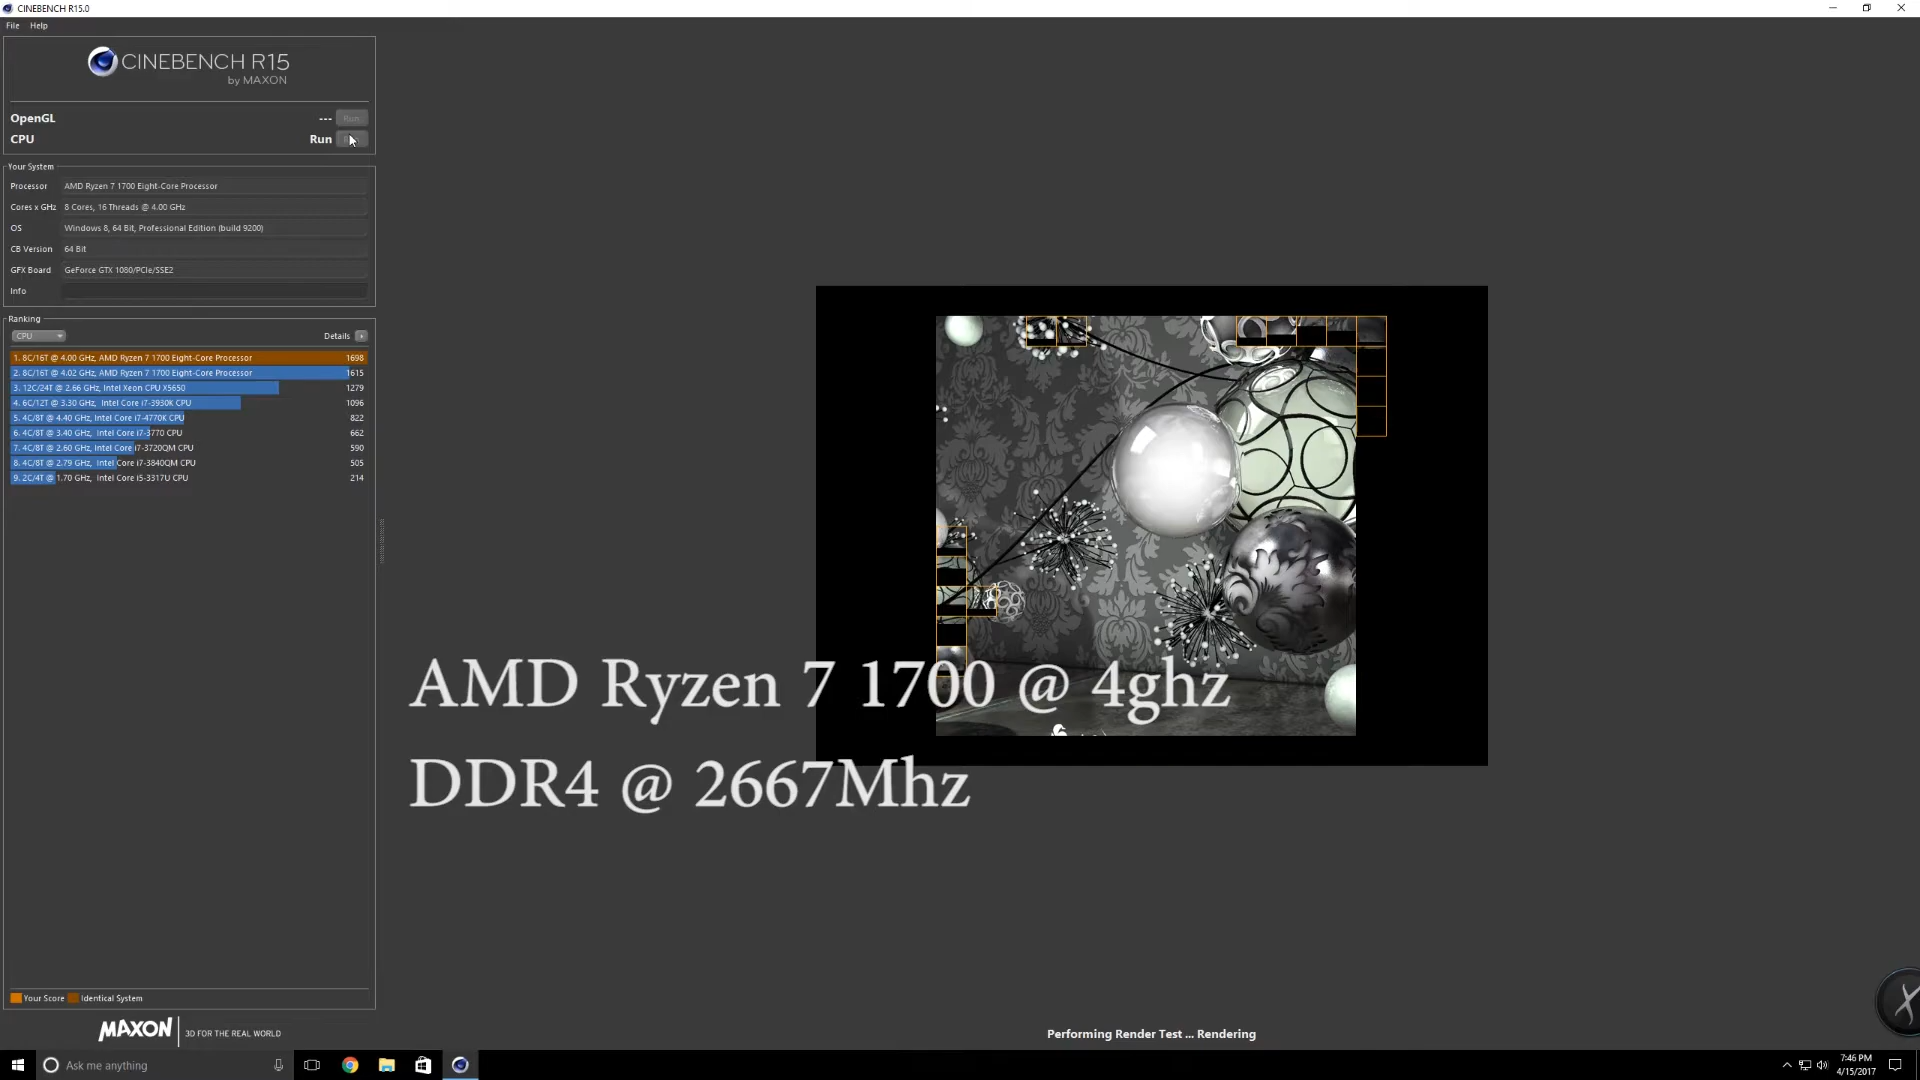 CINEBENCH R15.0
File Help
CINEBENCH R15
by MAXON
OpenGL --- Run
CPU Run
Your System
Processor AMD Ryzen 7 1700 Eight-Core Processor
Cores x GHz 8 Cores, 16 Threads @ 4.00 GHz
OS Windows 8, 64 Bit, Professional Edition (build 9200)
CB Version 64 Bit
GFX Board GeForce GTX 1080/PCIe/SSE2
Info
Ranking
CPU Details
1. 8C/16T @ 4.00 GHz, AMD Ryzen 7 1700 Eight-Core Processor 1698
2. 8C/16T @ 4.02 GHz, AMD Ryzen 7 1700 Eight-Core Processor 1615
3. 12C/24T @ 2.66 GHz, Intel Xeon CPU X5650 1279
4. 6C/12T @ 3.30 GHz, Intel Core i7-3930K CPU 1096
5. 4C/8T @ 4.40 GHz, Intel Core i7-4770K CPU 822
6. 4C/8T @ 3.40 GHz, Intel Core i7-3770 CPU 662
7. 4C/8T @ 2.60 GHz, Intel Core i7-3720QM CPU 590
8. 4C/8T @ 2.79 GHz, Intel Core i7-3840QM CPU 505
9. 2C/4T @ 1.70 GHz, Intel Core i5-3317U CPU 214
AMD Ryzen 7 1700 @ 4ghz
DDR4 @ 2667Mhz
Your Score Identical System
MAXON 3D FOR THE REAL WORLD
Performing Render Test ... Rendering
Ask me anything
7:46 PM
4/15/2017